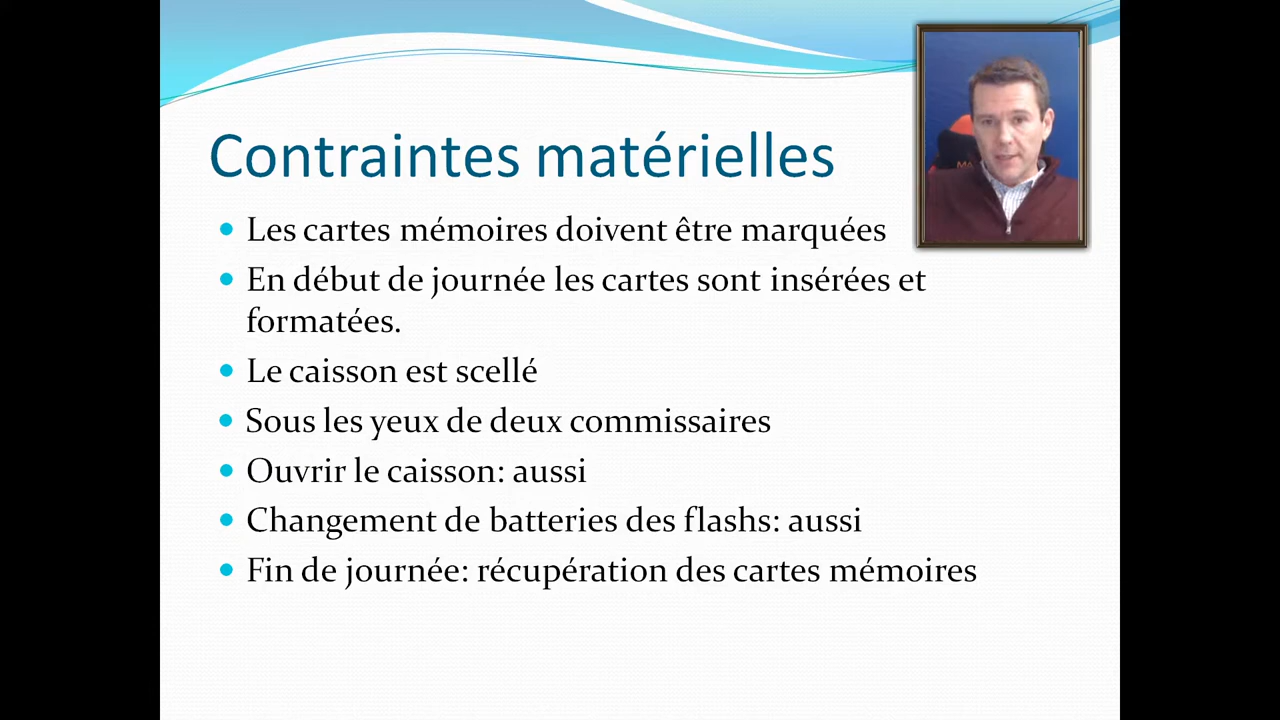 Contraintes matérielles
Les cartes mémoires doivent être marquées
En début de journée les cartes sont insérées et
formatées.
Le caisson est scellé
Sous les yeux de deux commissaires
Ouvrir le caisson: aussi
Changement de batteries des flashs: aussi
Fin de journée: récupération des cartes mémoires